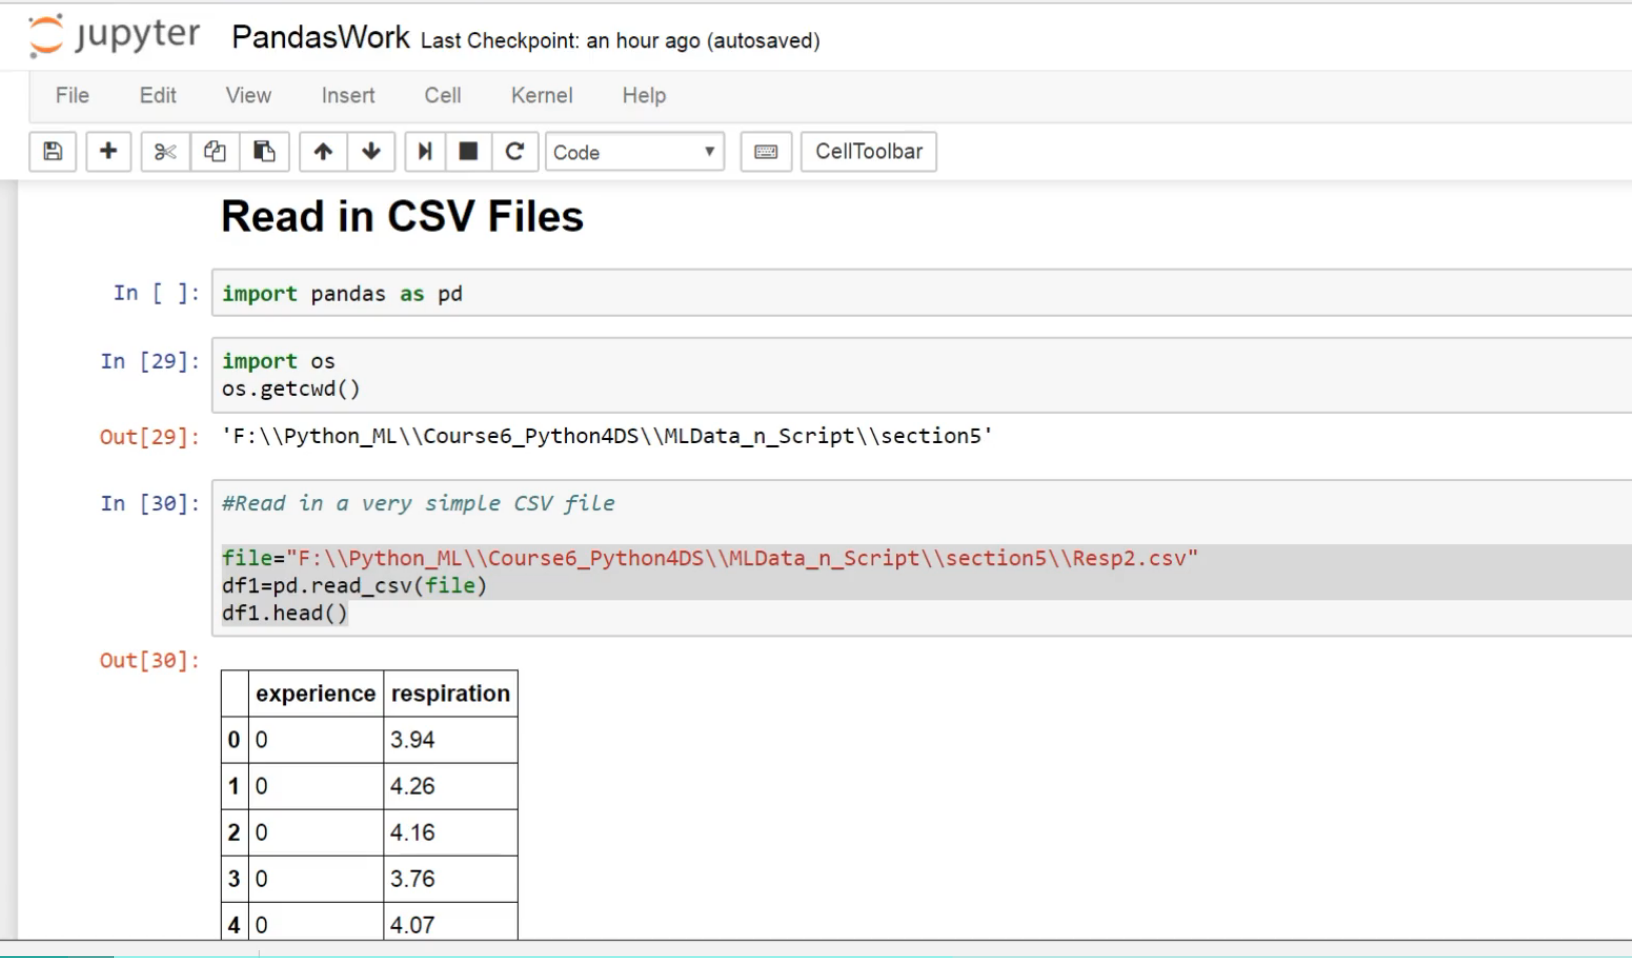 jupyter PandasWork Last Checkpoint: an hour ago (autosaved)
File Edit View Insert Cell Kernel Help
Code CellToolbar
Read in CSV Files
In [ ]: import pandas as pd
In [29]: import os
os.getcwd()
Out[29]: 'F:\\Python_ML\\Course6_Python4DS\\MLData_n_Script\\section5'
In [30]: #Read in a very simple CSV file
file="F:\\Python_ML\\Course6_Python4DS\\MLData_n_Script\\section5\\Resp2.csv"
df1=pd.read_csv(file)
df1.head()
Out[30]:
experience respiration
0 0 3.94
1 0 4.26
2 0 4.16
3 0 3.76
4 0 4.07